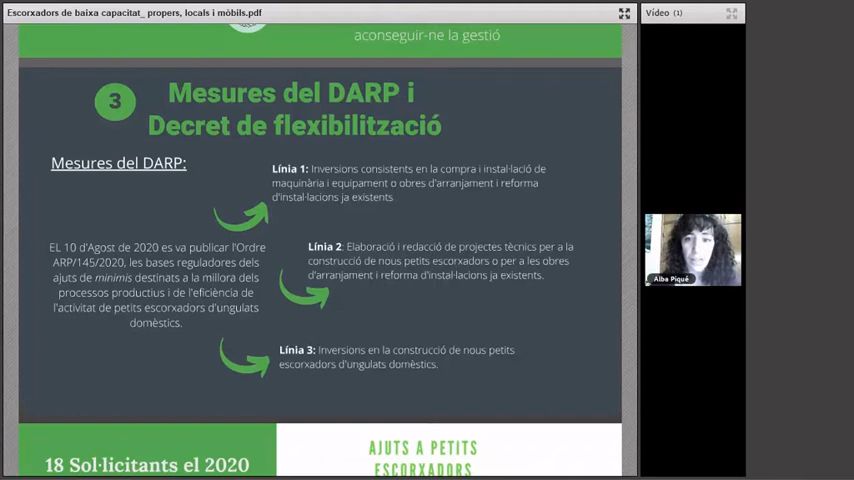 Escorxadors de baixa capacitat_ propers, locals i mòbils.pdf
Vídeo (1)
aconseguir-ne la gestió
3
Mesures del DARP i
Decret de flexibilització
Mesures del DARP:
Línia 1: Inversions consistents en la compra i instal·lació de
maquinària i equipament o obres d'arranjament i reforma
d'instal·lacions ja existents
EL 10 d'Agost de 2020 es va publicar l'Ordre
ARP/145/2020, les bases reguladores dels
ajuts de minimis destinats a la millora dels
processos productius i de l'eficiència de
l'activitat de petits escorxadors d'ungulats
domèstics.
Línia 2: Elaboració i redacció de projectes tècnics per a la
construcció de nous petits escorxadors o per a les obres
d'arranjament i reforma d'instal·lacions ja existents.
Línia 3: Inversions en la construcció de nous petits
escorxadors d'ungulats domèstics.
Alba Piqué
18 Sol·licitants el 2020
AJUTS A PETITS
ESCORXADORS